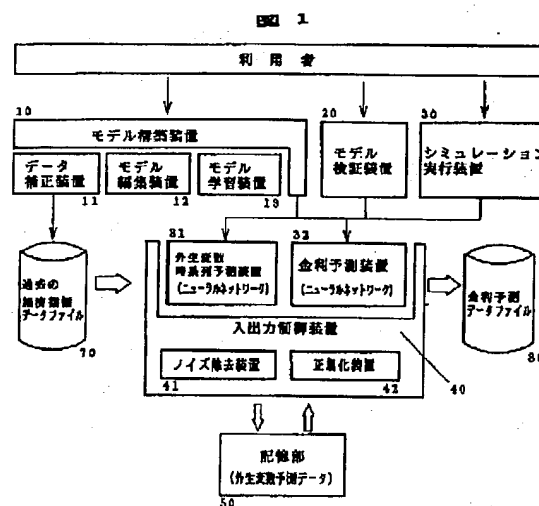 図 1
利用者
10
モデル構築装置
データ
補正装置
11
モデル
編集装置
12
モデル
学習装置
13
20
モデル
検証装置
30
シミュレーション
実行装置
31
外生変数
時系列予測装置
(ニューラルネットワーク)
32
金利予測装置
(ニューラルネットワーク)
過去の
経済指標
データファイル
70
入出力制御装置
ノイズ除去装置
41
正規化装置
42
40
金利予測
データファイル
80
記憶部
(外生変数予測データ)
50